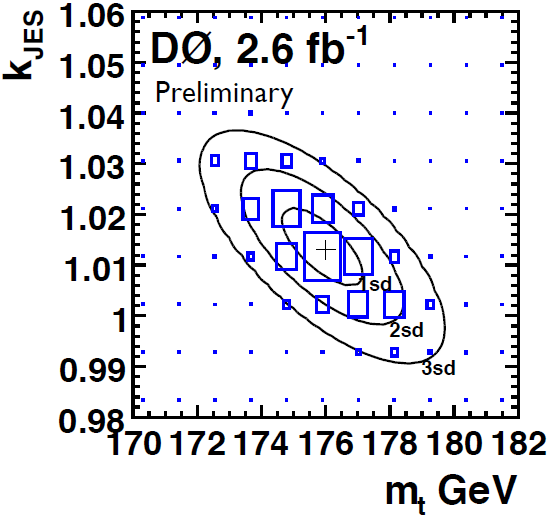 kJES
1.06
1.05
1.04
1.03
1.02
1.01
1
0.99
0.98
DØ, 2.6 fb⁻¹
Preliminary
1sd
2sd
3sd
170 172 174 176 178 180 182
mt GeV